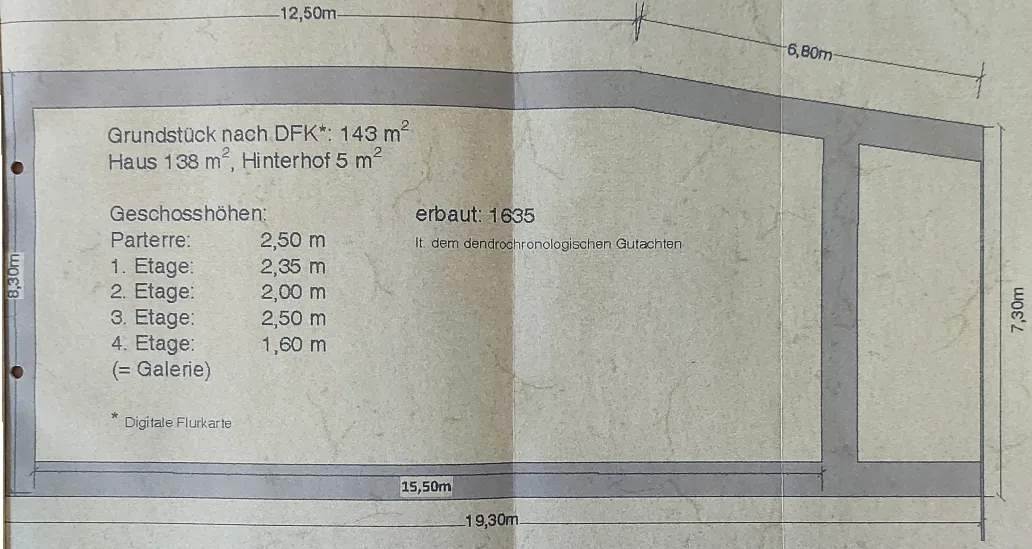 12,50m
6,80m
Grundstück nach DFK*: 143 m²
Haus 138 m², Hinterhof 5 m²
Geschosshöhen:
erbaut: 1635
Parterre: 2,50 m
lt. dem dendrochronologischen Gutachten
1. Etage: 2,35 m
8,30m
2. Etage: 2,00 m
7,30m
3. Etage: 2,50 m
4. Etage: 1,60 m
(= Galerie)
* Digitale Flurkarte
15,50m
19,30m